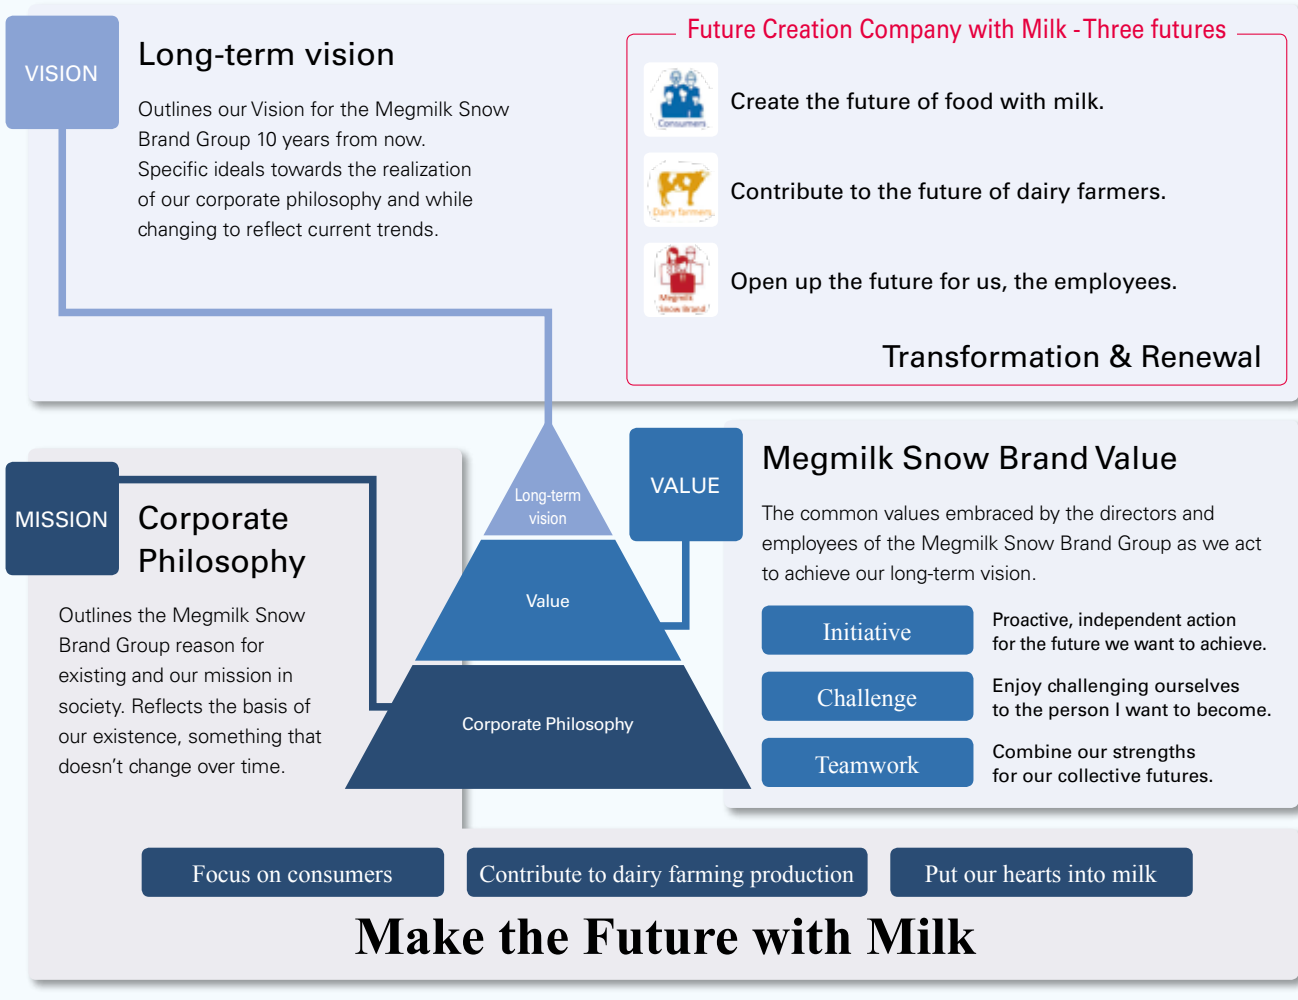 VISION
Long-term vision
Outlines our Vision for the Megmilk Snow
Brand Group 10 years from now.
Specific ideals towards the realization
of our corporate philosophy and while
changing to reflect current trends.
Future Creation Company with Milk - Three futures
Consumers
Create the future of food with milk.
Dairy farmers
Contribute to the future of dairy farmers.
Megmilk
Snow Brand
Open up the future for us, the employees.
Transformation & Renewal
MISSION
Corporate
Philosophy
Outlines the Megmilk Snow
Brand Group reason for
existing and our mission in
society. Reflects the basis of
our existence, something that
doesn't change over time.
Long-term
vision
Value
Corporate Philosophy
VALUE
Megmilk Snow Brand Value
The common values embraced by the directors and
employees of the Megmilk Snow Brand Group as we act
to achieve our long-term vision.
Initiative
Proactive, independent action
for the future we want to achieve.
Challenge
Enjoy challenging ourselves
to the person I want to become.
Teamwork
Combine our strengths
for our collective futures.
Focus on consumers
Contribute to dairy farming production
Put our hearts into milk
Make the Future with Milk